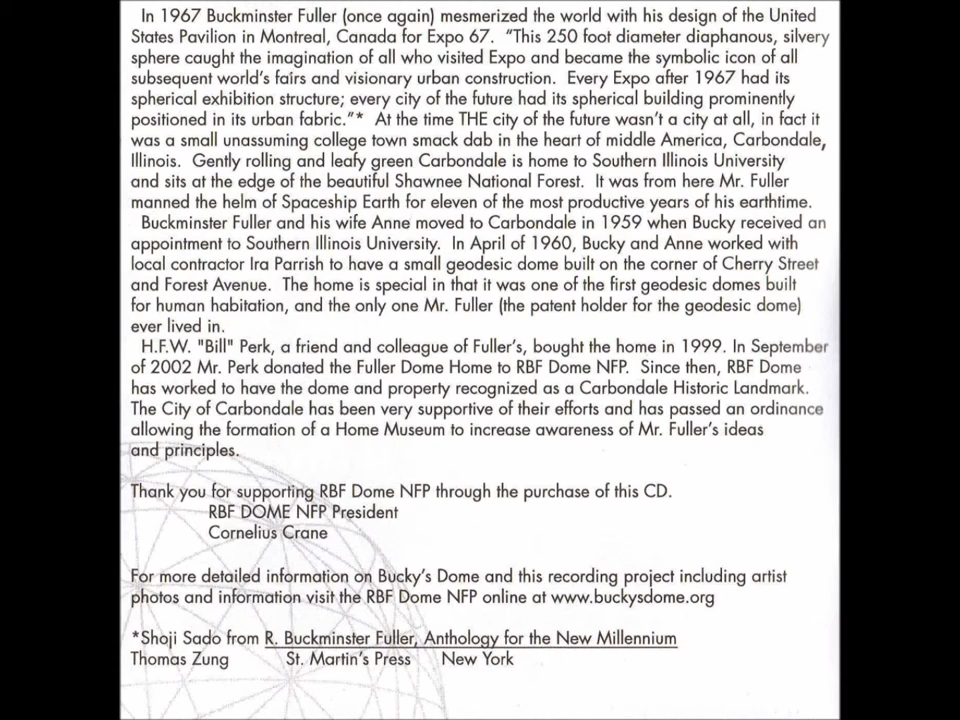 In 1967 Buckminster Fuller (once again) mesmerized the world with his design of the United
States Pavilion in Montreal, Canada for Expo 67. "This 250 foot diameter diaphanous, silvery
sphere caught the imagination of all who visited Expo and became the symbolic icon of all
subsequent world's fairs and visionary urban construction. Every Expo after 1967 had its
spherical exhibition structure; every city of the future had its spherical building prominently
positioned in its urban fabric."* At the time THE city of the future wasn't a city at all, in fact it
was a small unassuming college town smack dab in the heart of middle America, Carbondale,
Illinois. Gently rolling and leafy green Carbondale is home to Southern Illinois University
and sits at the edge of the beautiful Shawnee National Forest. It was from here Mr. Fuller
manned the helm of Spaceship Earth for eleven of the most productive years of his earthtime.
Buckminster Fuller and his wife Anne moved to Carbondale in 1959 when Bucky received an
appointment to Southern Illinois University. In April of 1960, Bucky and Anne worked with
local contractor Ira Parrish to have a small geodesic dome built on the corner of Cherry Street
and Forest Avenue. The home is special in that it was one of the first geodesic domes built
for human habitation, and the only one Mr. Fuller (the patent holder for the geodesic dome)
ever lived in.
H.F.W. "Bill" Perk, a friend and colleague of Fuller's, bought the home in 1999. In September
of 2002 Mr. Perk donated the Fuller Dome Home to RBF Dome NFP. Since then, RBF Dome
has worked to have the dome and property recognized as a Carbondale Historic Landmark.
The City of Carbondale has been very supportive of their efforts and has passed an ordinance
allowing the formation of a Home Museum to increase awareness of Mr. Fuller's ideas
and principles.
Thank you for supporting RBF Dome NFP through the purchase of this CD.
RBF DOME NFP President
Cornelius Crane
For more detailed information on Bucky's Dome and this recording project including artist
photos and information visit the RBF Dome NFP online at www.buckysdome.org
*Shoji Sado from R. Buckminster Fuller, Anthology for the New Millennium
Thomas Zung St. Martin's Press New York